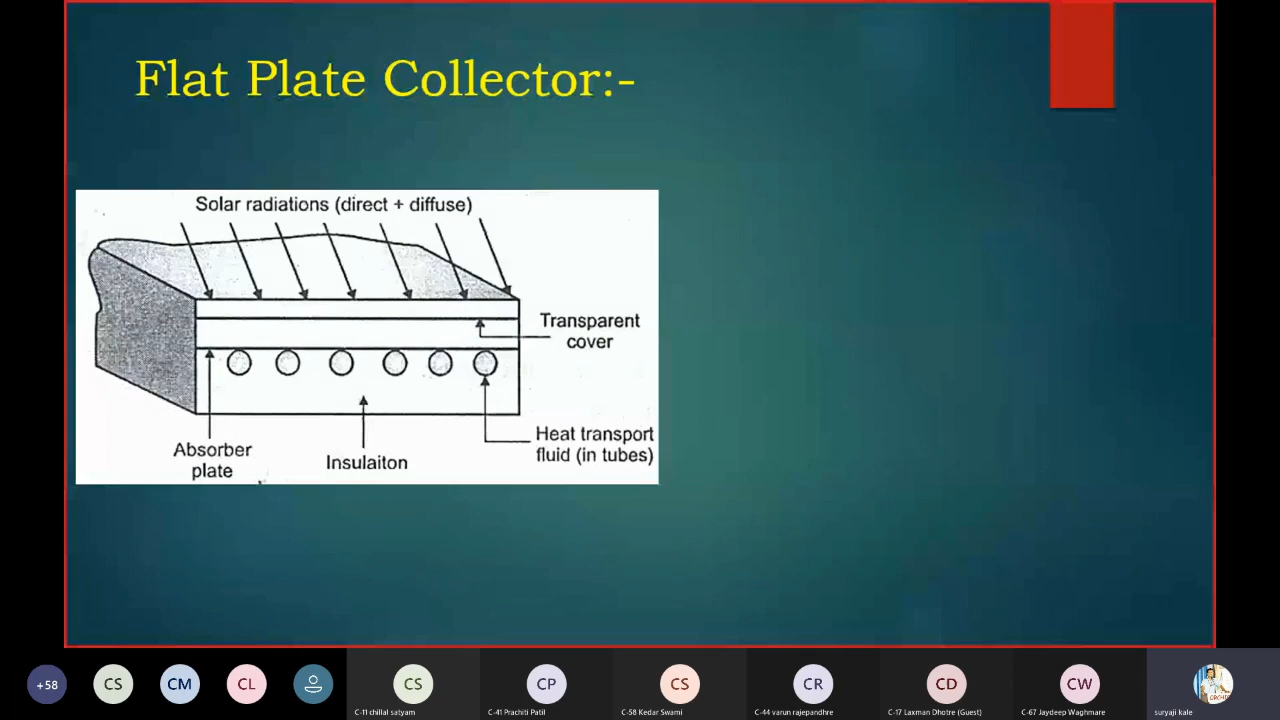 Flat Plate Collector:-
Solar radiations (direct + diffuse)
Transparent
cover
Heat transport
fluid (in tubes)
Absorber
plate
Insulaiton
+58
CS
CM
CL
CS
CP
CS
CR
CD
CW
C-11 chillal satyam
C-41 Prachiti Patil
C-58 Kedar Swami
C-44 varun rajepandhre
C-17 Laxman Dhotre (Guest)
C-67 Jaydeep Waghmare
suryaji kale